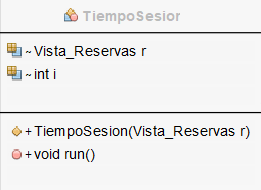 TiempoSesior
~Vista_Reservas r
~int i
+TiempoSesion(Vista_Reservas r)
+void run()